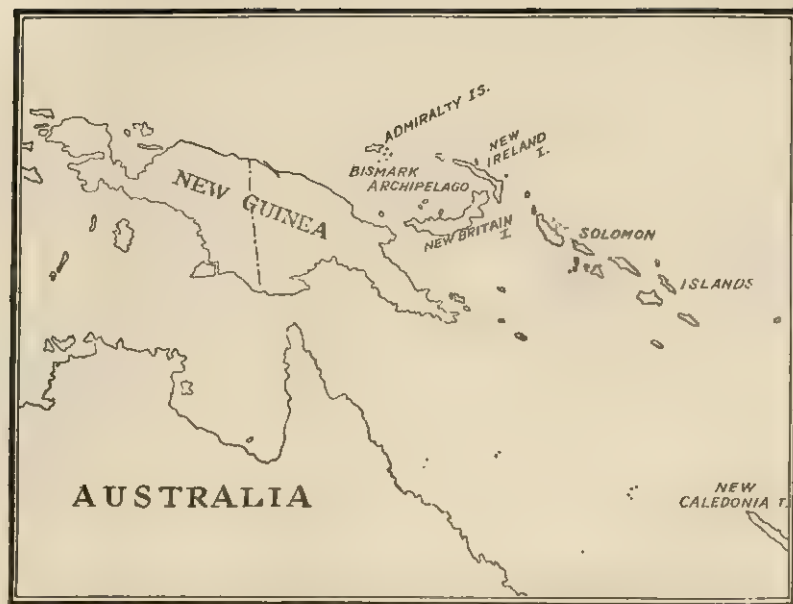 ADMIRALTY IS.
NEW
IRELAND
I.
BISMARK
ARCHIPELAGO
NEW GUINEA
NEW BRITAIN
I.
SOLOMON
ISLANDS
AUSTRALIA
NEW
CALEDONIA I.